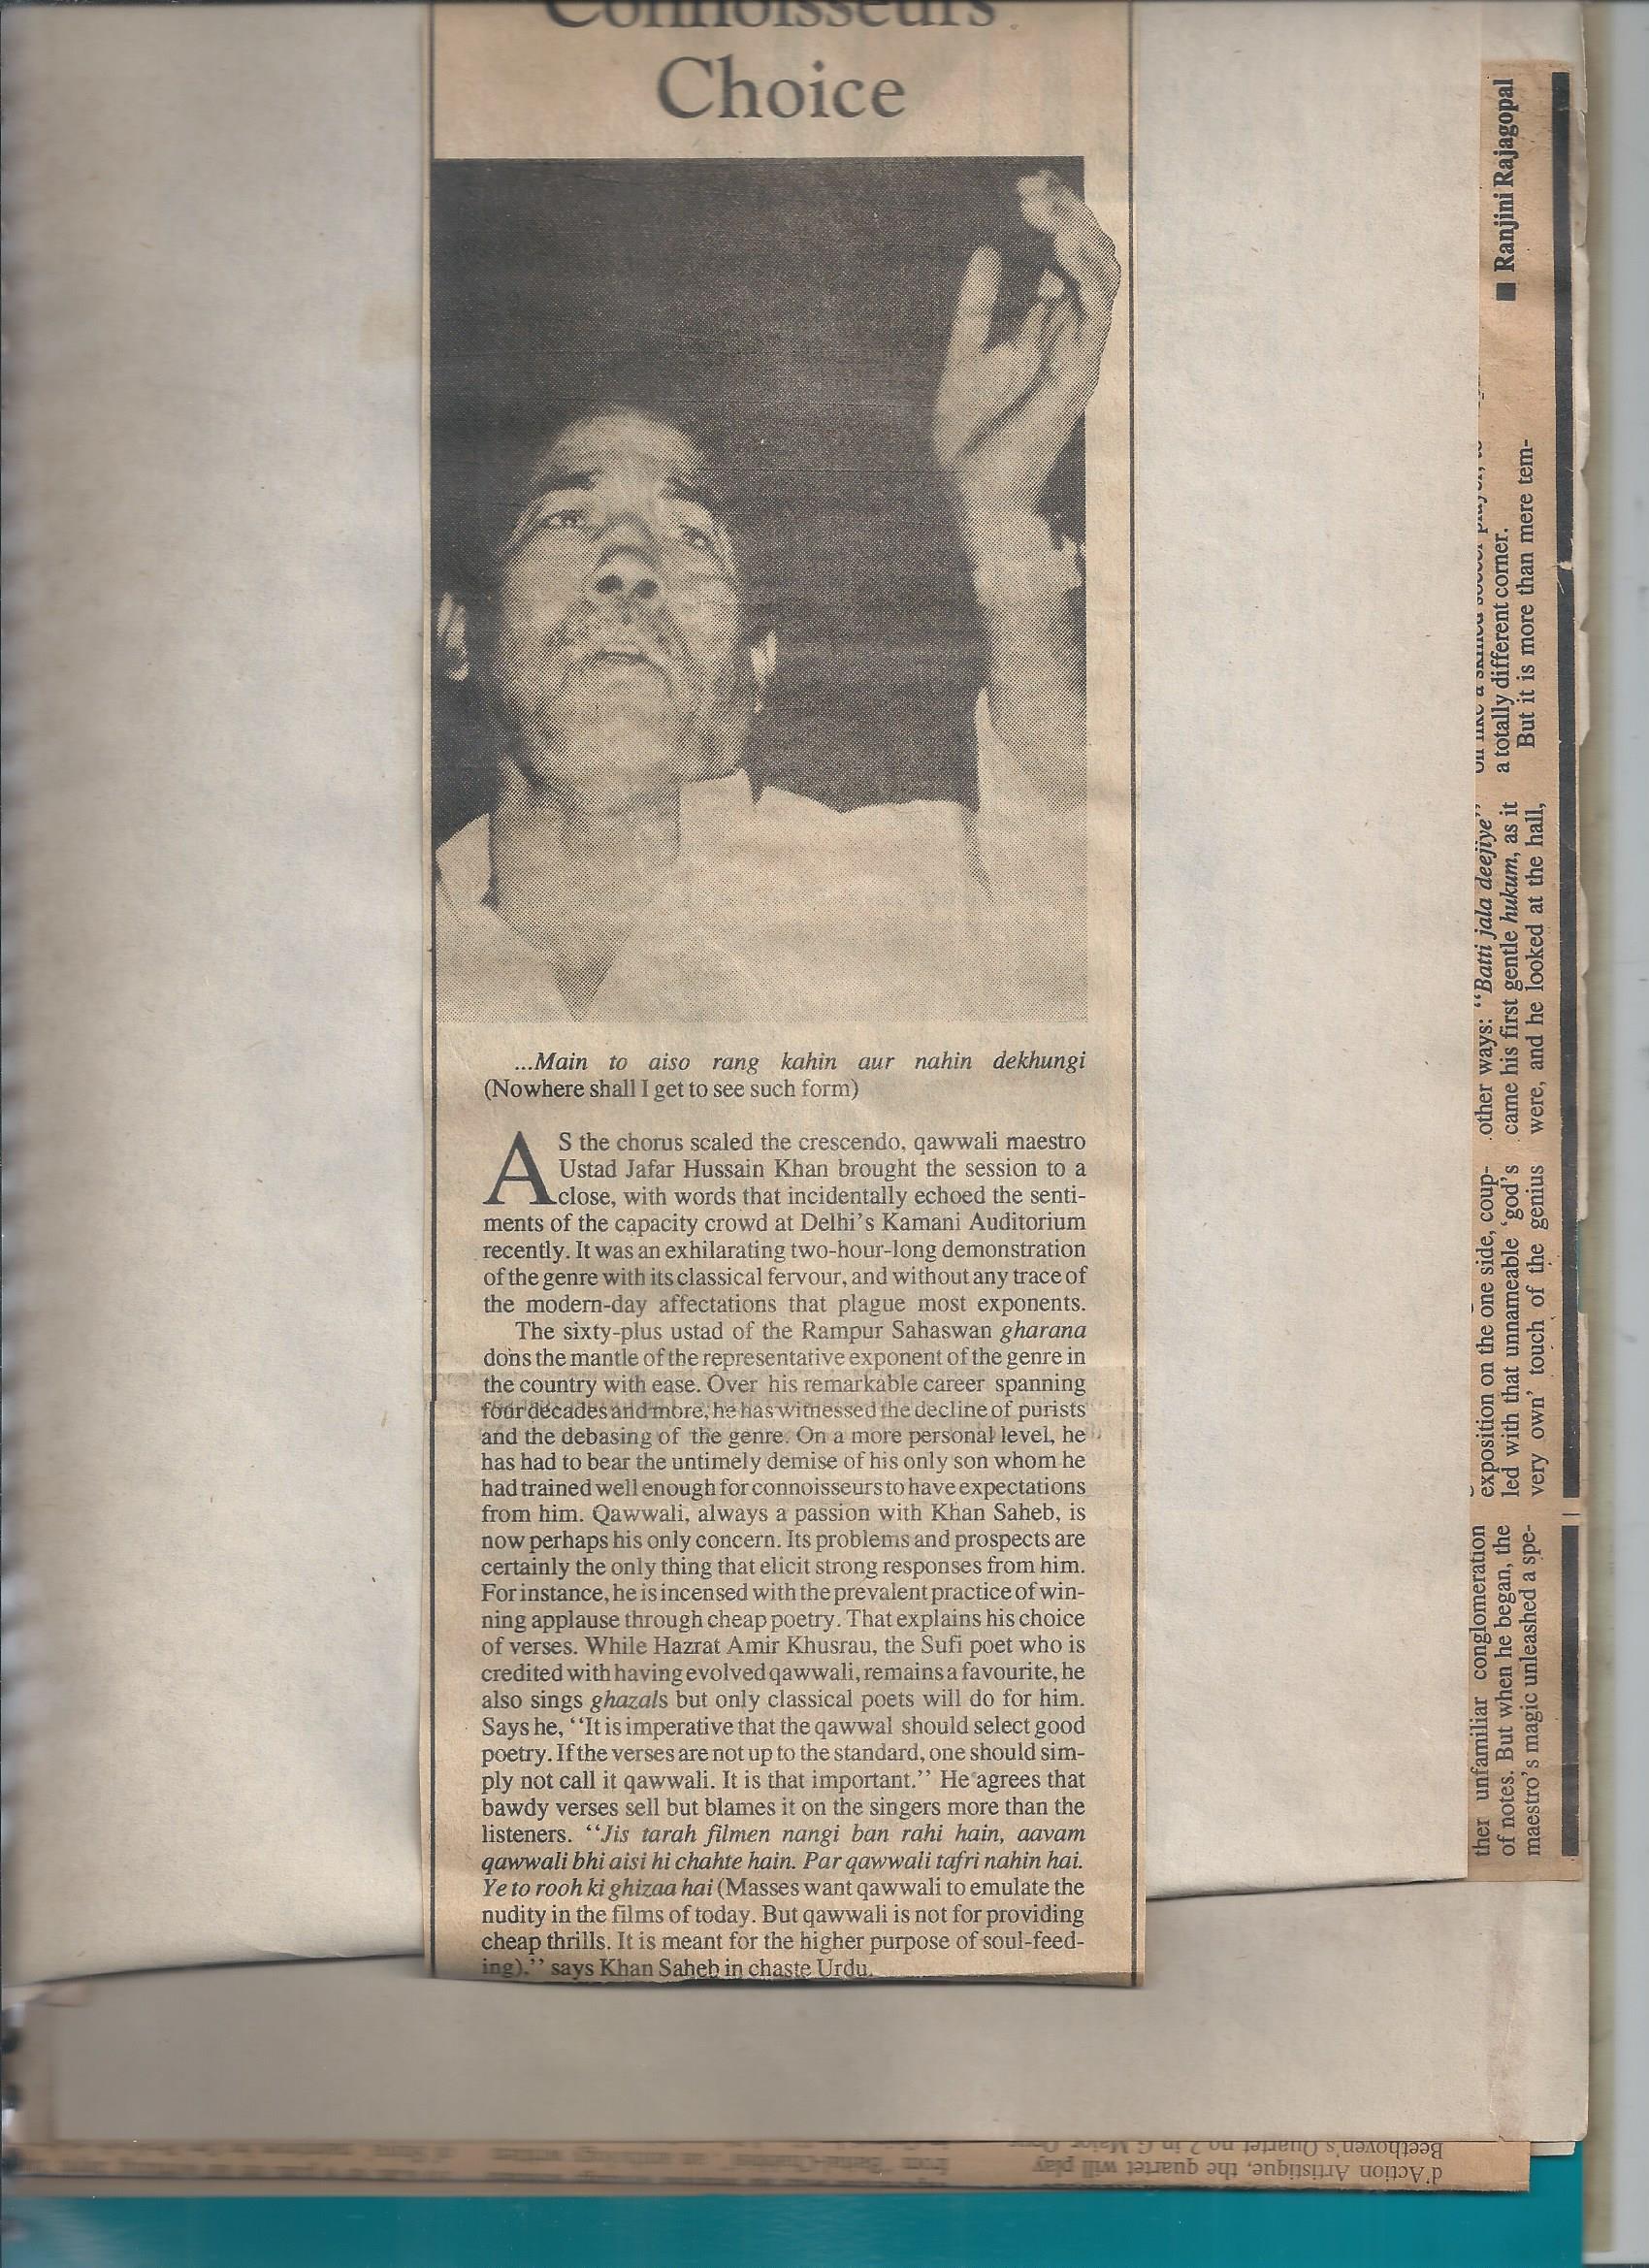 Connoisseurs'
Choice
...Main to aiso rang kahin aur nahin dekhungi
(Nowhere shall I get to see such form)
AS the chorus scaled the crescendo, qawwali maestro
Ustad Jafar Hussain Khan brought the session to a
close, with words that incidentally echoed the senti-
ments of the capacity crowd at Delhi's Kamani Auditorium
recently. It was an exhilarating two-hour-long demonstration
of the genre with its classical fervour, and without any trace of
the modern-day affectations that plague most exponents.
The sixty-plus ustad of the Rampur Sahaswan gharana
dons the mantle of the representative exponent of the genre in
the country with ease. Over his remarkable career spanning
four decades and more, he has witnessed the decline of purists
and the debasing of the genre. On a more personal level, he
has had to bear the untimely demise of his only son whom he
had trained well enough for connoisseurs to have expectations
from him. Qawwali, always a passion with Khan Saheb, is
now perhaps his only concern. Its problems and prospects are
certainly the only thing that elicit strong responses from him.
For instance, he is incensed with the prevalent practice of win-
ning applause through cheap poetry. That explains his choice
of verses. While Hazrat Amir Khusrau, the Sufi poet who is
credited with having evolved qawwali, remains a favourite, he
also sings ghazals but only classical poets will do for him.
Says he, ‘‘It is imperative that the qawwal should select good
poetry. If the verses are not up to the standard, one should sim-
ply not call it qawwali. It is that important.’’ He agrees that
bawdy verses sell but blames it on the singers more than the
listeners. ‘‘Jis tarah filmen nangi ban rahi hain, aavam
qawwali bhi aisi hi chahte hain. Par qawwali tafri nahin hai.
Ye to rooh ki ghizaa hai (Masses want qawwali to emulate the
nudity in the films of today. But qawwali is not for providing
cheap thrills. It is meant for the higher purpose of soul-feed-
ing).’’ says Khan Saheb in chaste Urdu.
ther unfamiliar conglomeration
of notes. But when he began, the
maestro's magic unleashed a spe-
exposition on the one side, coup-
led with that unnameable ‘god's
very own’ touch of the genius
other ways: ‘‘Batti jala deejiye’’
came his first gentle hukum, as it
were, and he looked at the hall,
a totally different corner.
But it is more than mere tem-
■ Ranjini Rajagopal
d'Action Artistique, the quartet will play
Beethoven's Quartet no 2 in G Major